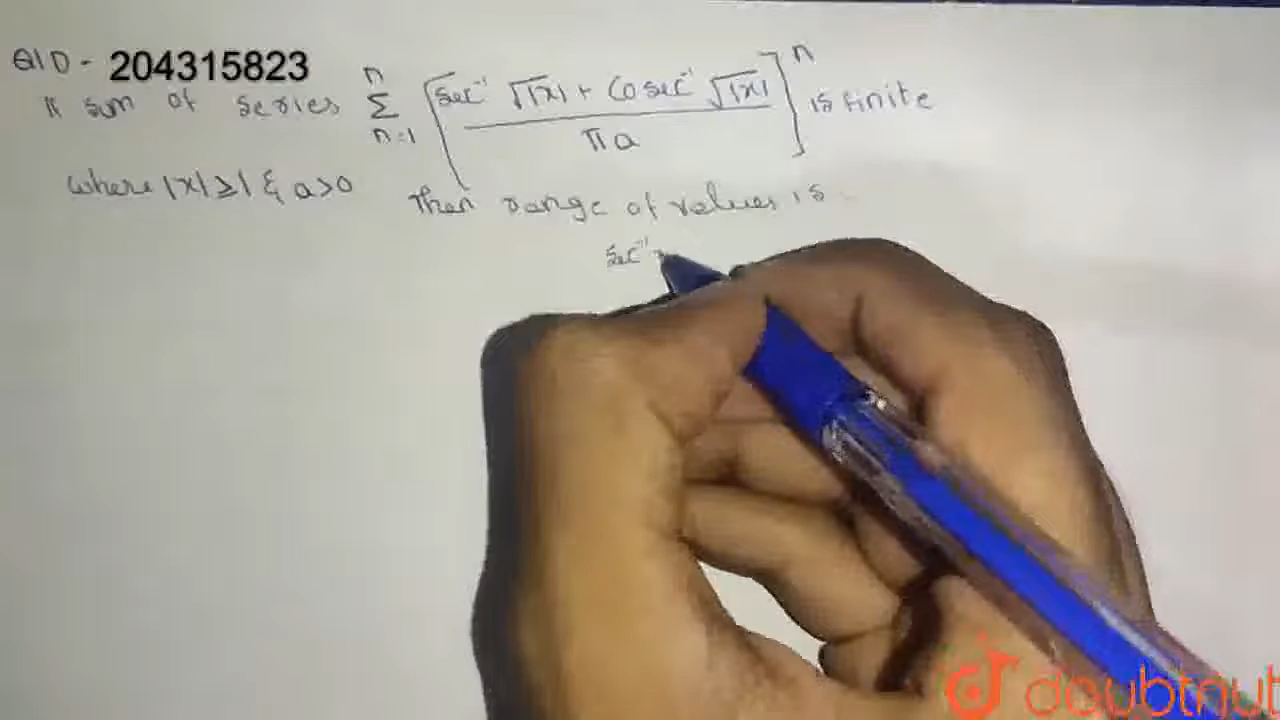 QID - 204315823
If sum of series n Σ n=1 [sec⁻¹ √|x| + Cosec⁻¹ √|x| / πa]ⁿ is finite
where |x| ≥ 1 & a>0 Then range of values is
sec⁻¹
doubtnut